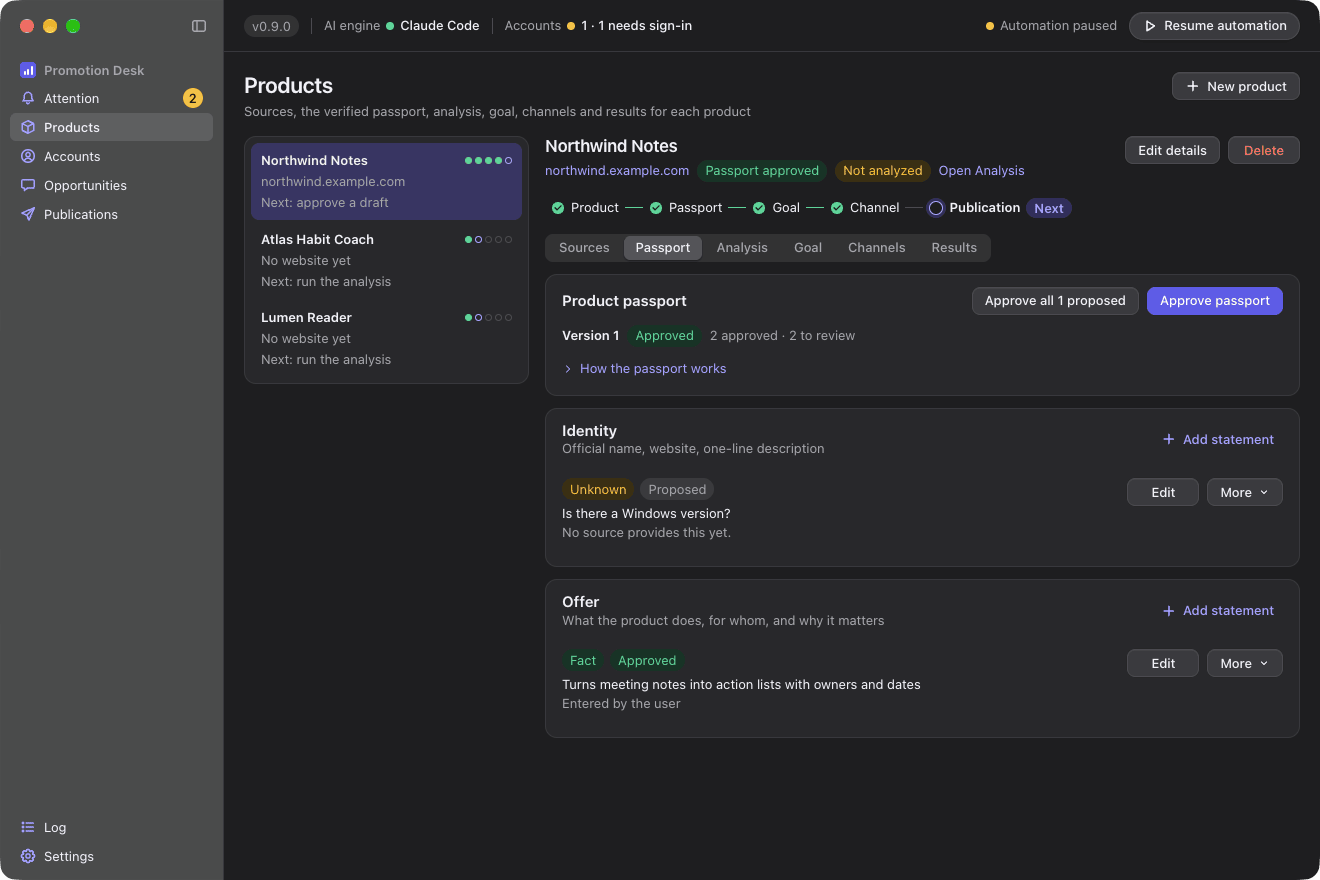 v0.9.0 AI engine Claude Code Accounts 1 · 1 needs sign-in Automation paused Resume automation
Promotion Desk
Attention 2
Products
Accounts
Opportunities
Publications
Log
Settings
Products
Sources, the verified passport, analysis, goal, channels and results for each product
New product
Northwind Notes
northwind.example.com
Next: approve a draft
Atlas Habit Coach
No website yet
Next: run the analysis
Lumen Reader
No website yet
Next: run the analysis
Northwind Notes
Edit details Delete
northwind.example.com Passport approved Not analyzed Open Analysis
Product Passport Goal Channel Publication Next
Sources Passport Analysis Goal Channels Results
Product passport
Approve all 1 proposed Approve passport
Version 1 Approved 2 approved · 2 to review
How the passport works
Identity
Official name, website, one-line description
Add statement
Unknown Proposed
Edit More
Is there a Windows version?
No source provides this yet.
Offer
What the product does, for whom, and why it matters
Add statement
Fact Approved
Edit More
Turns meeting notes into action lists with owners and dates
Entered by the user